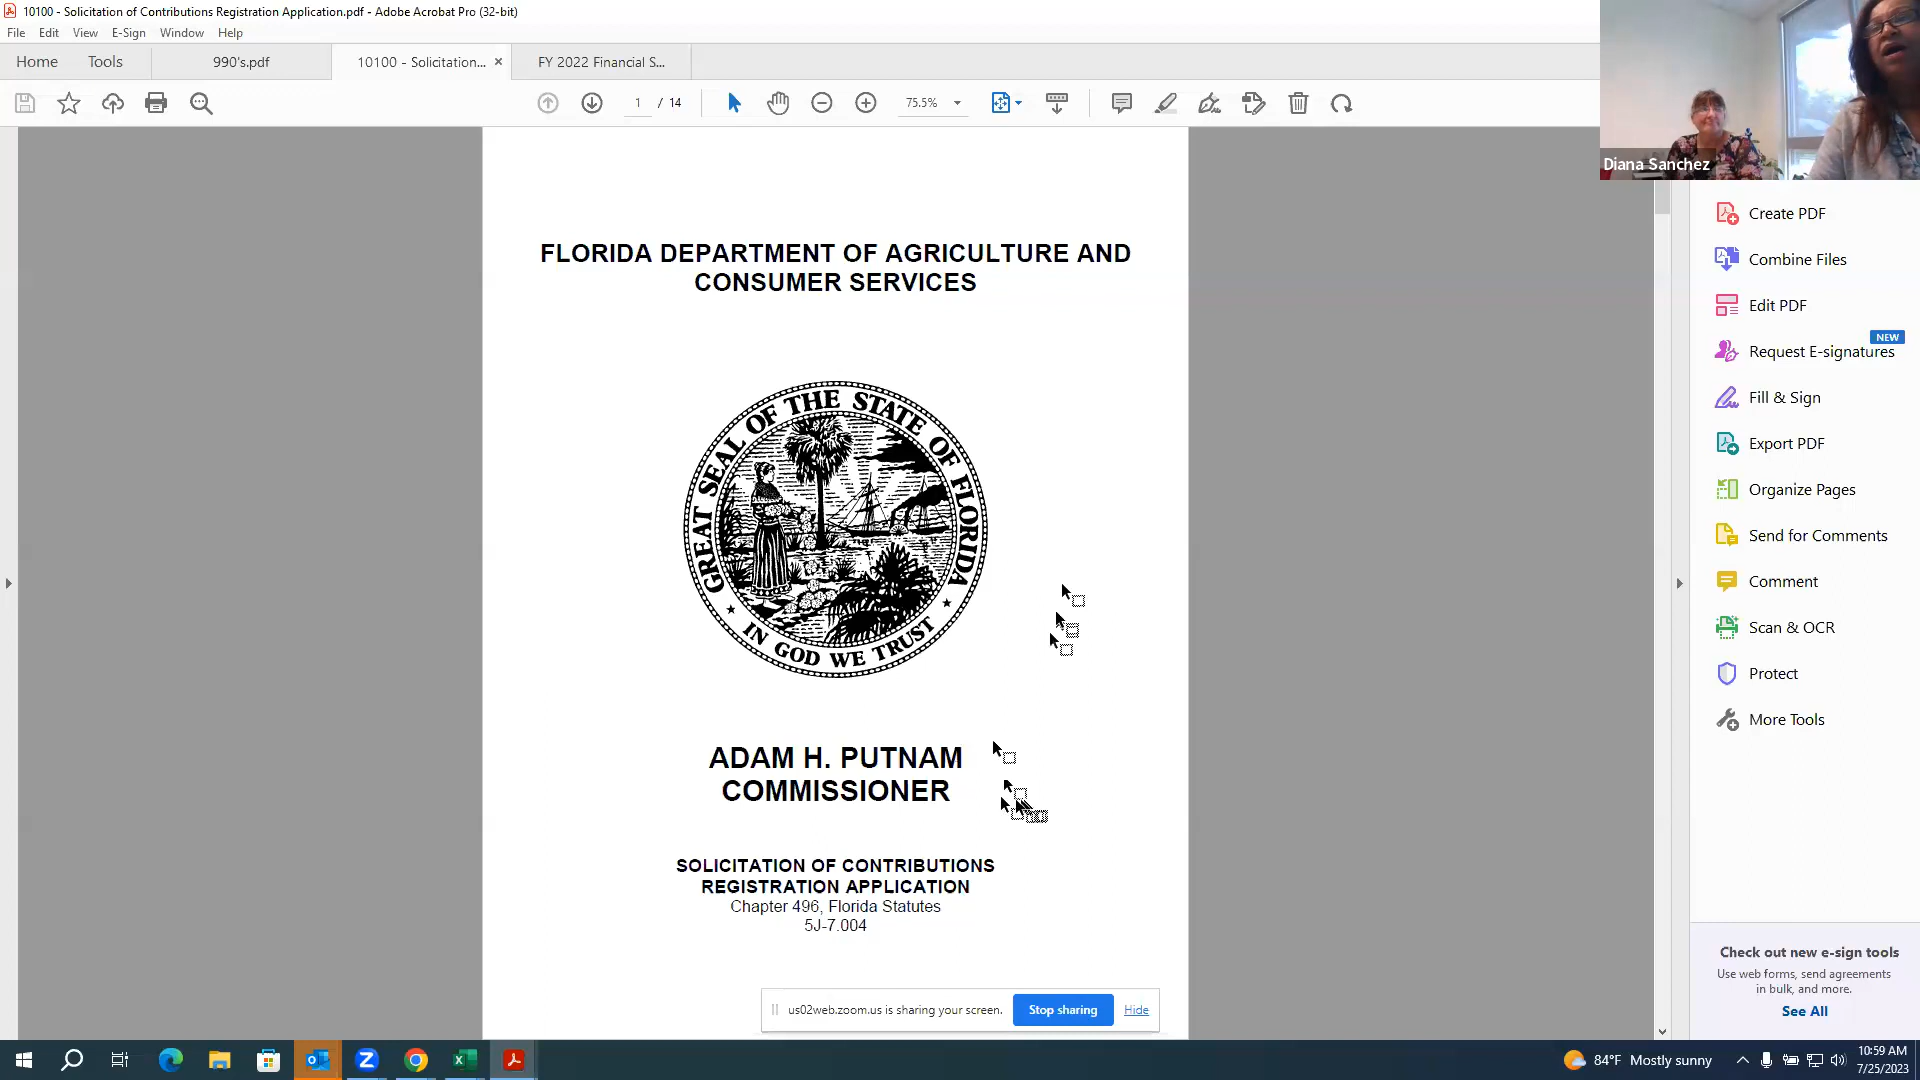 10100 - Solicitation of Contributions Registration Application.pdf - Adobe Acrobat Pro (32-bit)
File Edit View E-Sign Window Help
Home Tools 990's.pdf 10100 - Solicitation... × FY 2022 Financial S...
1 / 14 75.5%
Diana Sanchez
FLORIDA DEPARTMENT OF AGRICULTURE AND
CONSUMER SERVICES
GREAT SEAL OF THE STATE OF FLORIDA
IN GOD WE TRUST
ADAM H. PUTNAM
COMMISSIONER
SOLICITATION OF CONTRIBUTIONS
REGISTRATION APPLICATION
Chapter 496, Florida Statutes
5J-7.004
Create PDF
Combine Files
Edit PDF
NEW
Request E-signatures
Fill & Sign
Export PDF
Organize Pages
Send for Comments
Comment
Scan & OCR
Protect
More Tools
Check out new e-sign tools
Use web forms, send agreements
in bulk, and more.
See All
us02web.zoom.us is sharing your screen. Stop sharing Hide
84°F Mostly sunny
10:59 AM
7/25/2023